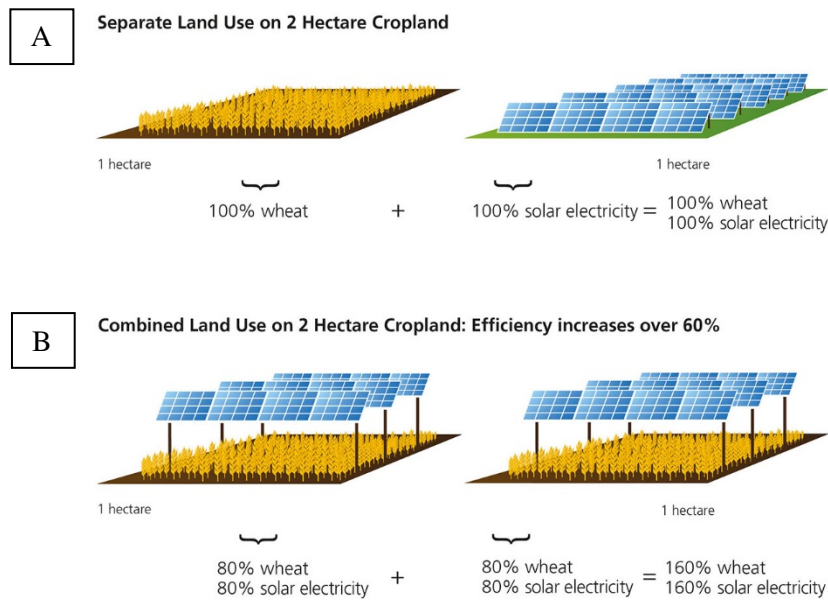 A
Separate Land Use on 2 Hectare Cropland
1 hectare
1 hectare
100% wheat + 100% solar electricity = 100% wheat
100% solar electricity
B
Combined Land Use on 2 Hectare Cropland: Efficiency increases over 60%
1 hectare
1 hectare
80% wheat
80% solar electricity
+
80% wheat
80% solar electricity
=
160% wheat
160% solar electricity